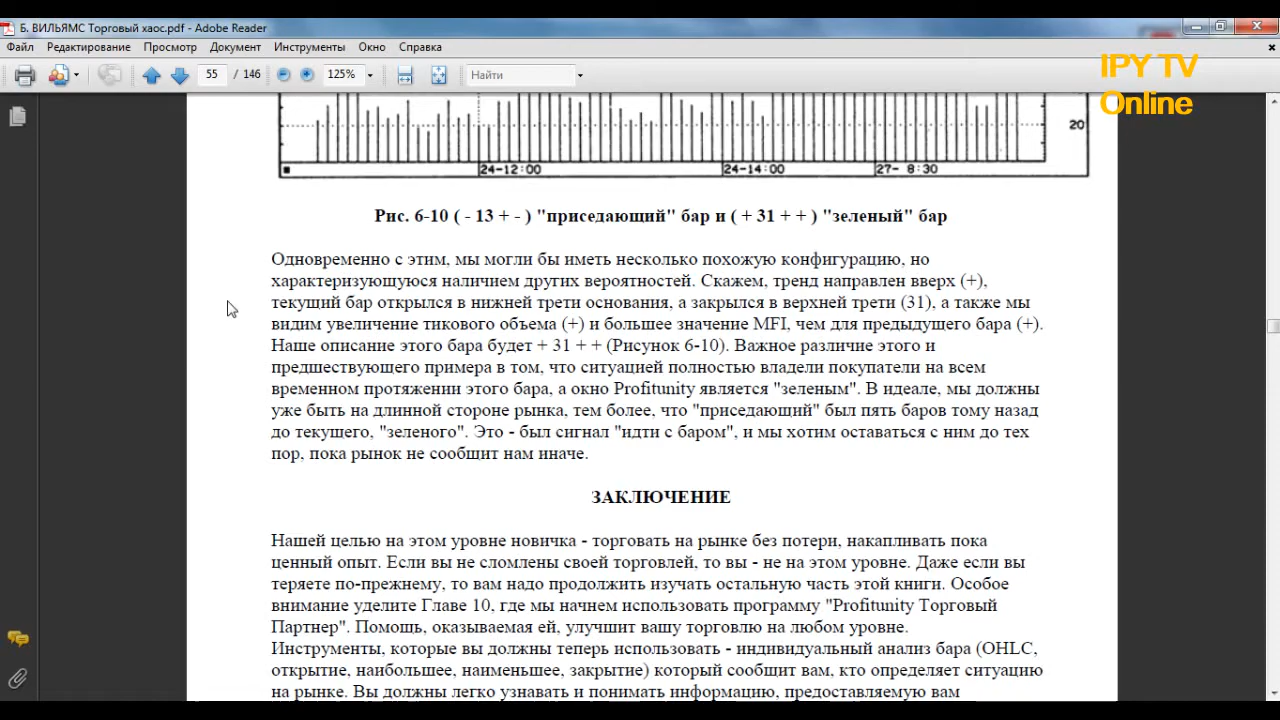 Б. ВИЛЬЯМС Торговый хаос.pdf - Adobe Reader
Файл Редактирование Просмотр Документ Инструменты Окно Справка
55 / 146 125% Найти
IPY TV
Online
20
24-12:00 24-14:00 27- 8:30
Рис. 6-10 ( - 13 + - ) "приседающий" бар и ( + 31 + + ) "зеленый" бар
Одновременно с этим, мы могли бы иметь несколько похожую конфигурацию, но
характеризующуюся наличием других вероятностей. Скажем, тренд направлен вверх (+),
текущий бар открылся в нижней трети основания, а закрылся в верхней трети (31), а также мы
видим увеличение тикового объема (+) и большее значение MFI, чем для предыдущего бара (+).
Наше описание этого бара будет + 31 + + (Рисунок 6-10). Важное различие этого и
предшествующего примера в том, что ситуацией полностью владели покупатели на всем
временном протяжении этого бара, а окно Profitunity является "зеленым". В идеале, мы должны
уже быть на длинной стороне рынка, тем более, что "приседающий" был пять баров тому назад
до текущего, "зеленого". Это - был сигнал "идти с баром", и мы хотим оставаться с ним до тех
пор, пока рынок не сообщит нам иначе.
ЗАКЛЮЧЕНИЕ
Нашей целью на этом уровне новичка - торговать на рынке без потери, накапливать пока
ценный опыт. Если вы не сломлены своей торговлей, то вы - не на этом уровне. Даже если вы
теряете по-прежнему, то вам надо продолжить изучать остальную часть этой книги. Особое
внимание уделите Главе 10, где мы начнем использовать программу "Profitunity Торговый
Партнер". Помощь, оказываемая ей, улучшит вашу торговлю на любом уровне.
Инструменты, которые вы должны теперь использовать - индивидуальный анализ бара (OHLC,
открытие, наибольшее, наименьшее, закрытие) который сообщит вам, кто определяет ситуацию
на рынке. Вы должны легко узнавать и понимать информацию, предоставляемую вам